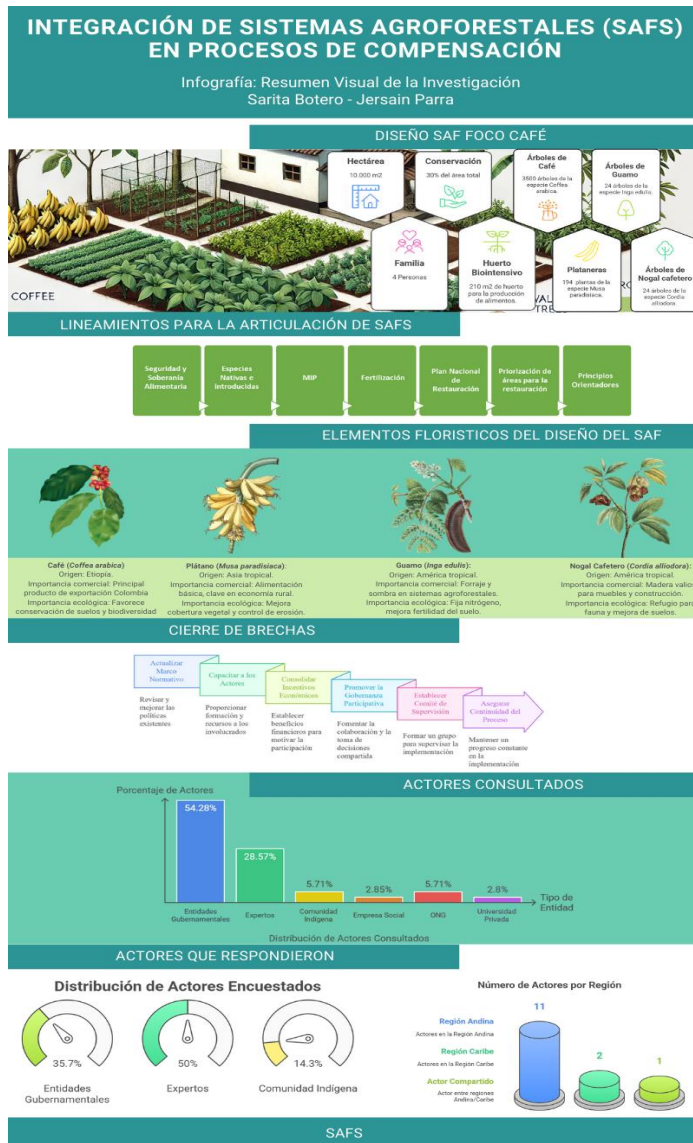 INTEGRACIÓN DE SISTEMAS AGROFORESTALES (SAFS)
EN PROCESOS DE COMPENSACIÓN
Infografía: Resumen Visual de la Investigación
Sarita Botero - Jersain Parra
DISEÑO SAF FOCO CAFÉ
Hectárea
10.000 m2
Conservación
30% del área total
Árboles de
Café
3500 árboles de la
especie Coffea
arabica.
Árboles de
Guamo
24 árboles de la
especie Inga edulis.
Familia
4 Personas
Huerto
Biointensivo
210 m2 de huerto
para la producción
de alimentos.
Plataneras
194 plantas de la
especie Musa
paradisiaca.
Árboles de
Nogal cafetero
24 árboles de la
especie Cordia
alliodora.
COFFEE
WAL
TREE
LINEAMIENTOS PARA LA ARTICULACIÓN DE SAFS
Seguridad y
Soberanía
Alimentaria
Especies
Nativas e
Introducidas
MIP
Fertilización
Plan Nacional
de
Restauración
Priorización de
áreas para la
restauración
Principios
Orientadores
ELEMENTOS FLORISTICOS DEL DISEÑO DEL SAF
Café (Coffea arabica)
Origen: Etiopía.
Importancia comercial: Principal
producto de exportación Colombia
Importancia ecológica: Favorece
conservación de suelos y biodiversidad
Plátano (Musa paradisiaca):
Origen: Asia tropical.
Importancia comercial: Alimentación
básica, clave en economía rural.
Importancia ecológica: Mejora
cobertura vegetal y control de erosión.
Guamo (Inga edulis):
Origen: América tropical.
Importancia comercial: Forraje y
sombra en sistemas agroforestales.
Importancia ecológica: Fija nitrógeno,
mejora fertilidad del suelo.
Nogal Cafetero (Cordia alliodora):
Origen: América tropical.
Importancia comercial: Madera valios
para muebles y construcción.
Importancia ecológica: Refugio para
fauna y mejora de suelos.
CIERRE DE BRECHAS
Actualizar
Marco
Normativo
Revisar y
mejorar las
políticas
existentes
Capacitar a los
Actores
Proporcionar
formación y
recursos a los
involucrados
Consolidar
Incentivos
Económicos
Establecer
beneficios
financieros para
motivar la
participación
Promover la
Gobernanza
Participativa
Fomentar la
colaboración y la
toma de
decisiones
compartida
Establecer
Comité de
Supervisión
Formar un grupo
para supervisar la
implementación
Asegurar
Continuidad del
Proceso
Mantener un
progreso constante
en la
implementación
ACTORES CONSULTADOS
Porcentaje de Actores
54.28%
28.57%
5.71%
2.85%
5.71%
2.8%
Tipo de
Entidad
Entidades
Gubernamentales
Expertos
Comunidad
Indígena
Empresa Social
ONG
Universidad
Privada
Distribución de Actores Consultados
ACTORES QUE RESPONDIERON
Distribución de Actores Encuestados
35.7%
Entidades
Gubernamentales
50%
Expertos
14.3%
Comunidad Indígena
Número de Actores por Región
Región Andina
Actores en la Región Andina
Región Caribe
Actores en la Región Caribe
Actor Compartido
Actor entre regiones
Andina/Caribe
11
2
1
SAFS